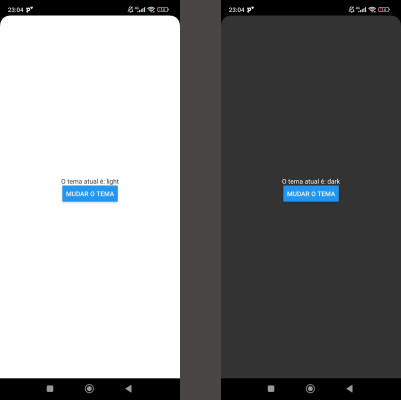 23:04
O tema atual é: light
MUDAR O TEMA
23:04
O tema atual é: dark
MUDAR O TEMA